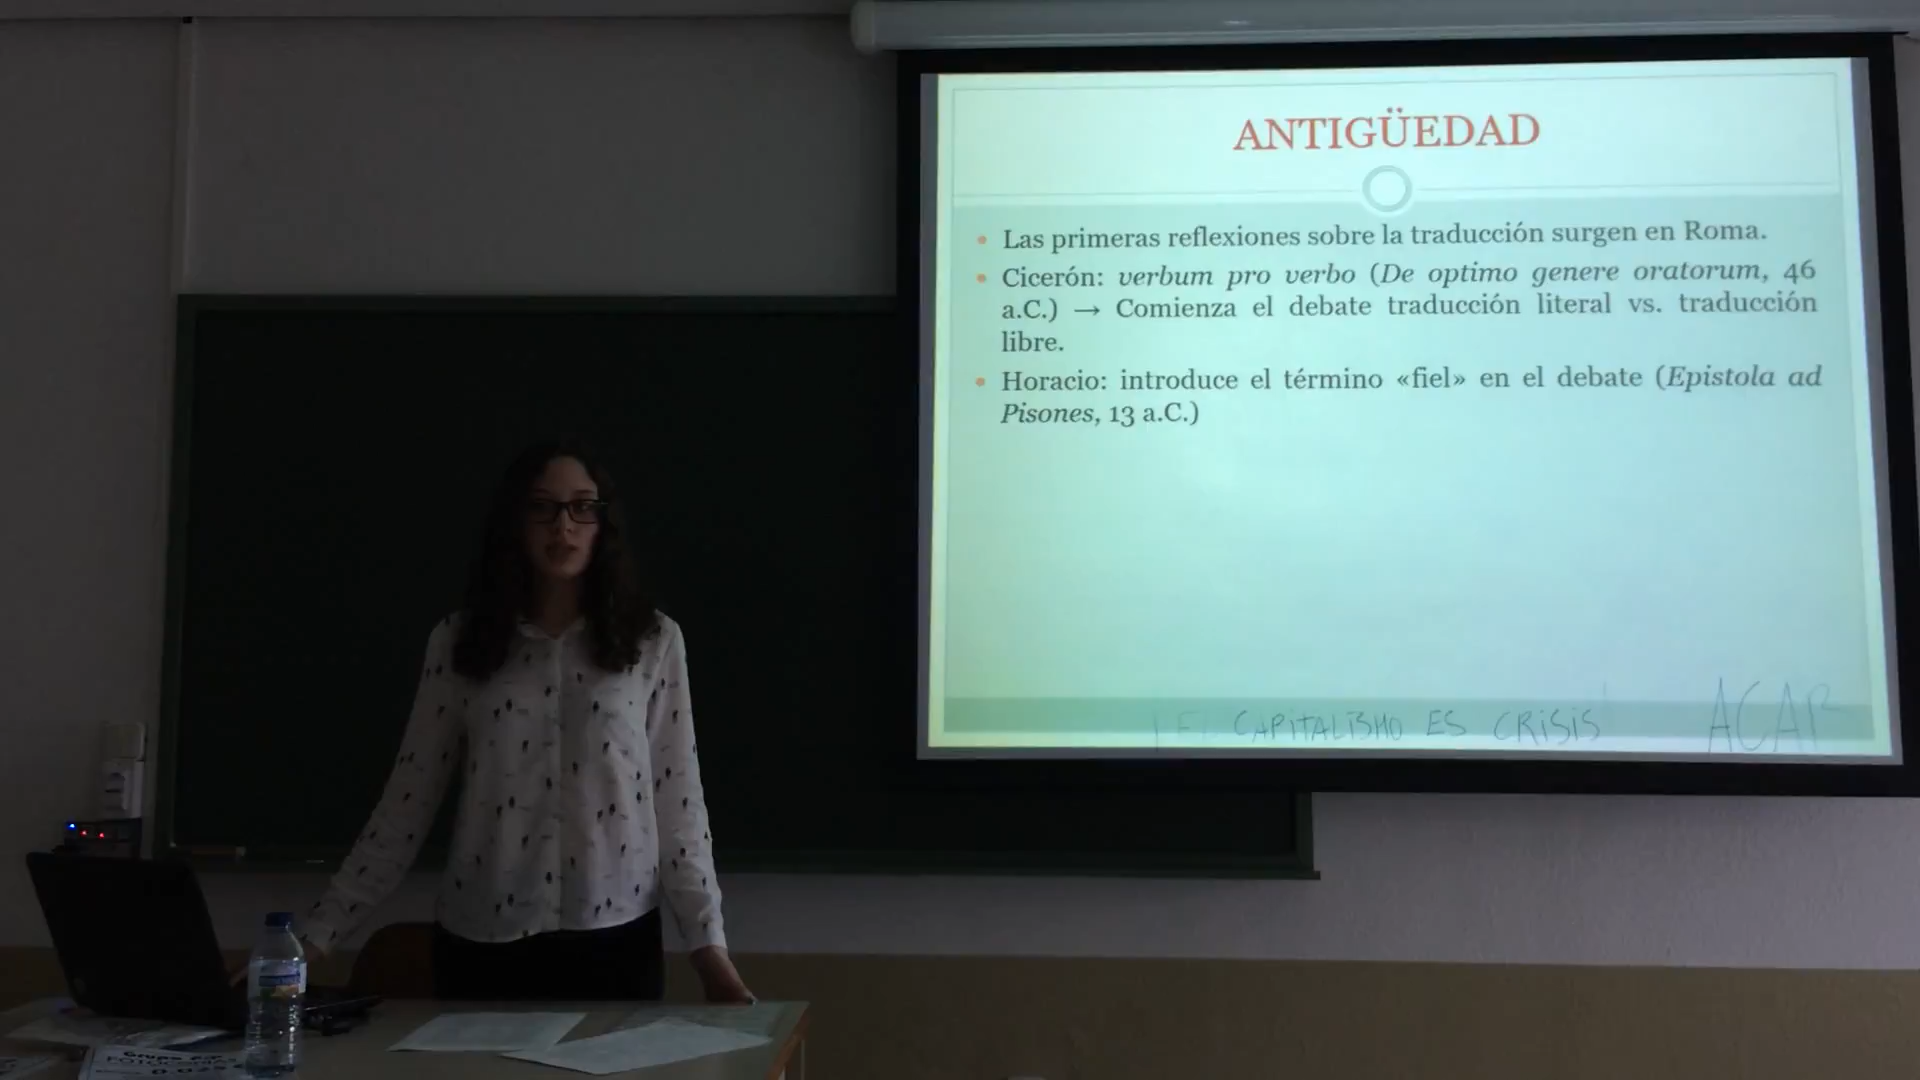 ANTIGÜEDAD
Las primeras reflexiones sobre la traducción surgen en Roma.
Cicerón: verbum pro verbo (De optimo genere oratorum, 46
a.C.) → Comienza el debate traducción literal vs. traducción
libre.
Horacio: introduce el término «fiel» en el debate (Epistola ad
Pisones, 13 a.C.)
EL CAPITALISMO ES CRISIS
ACAP